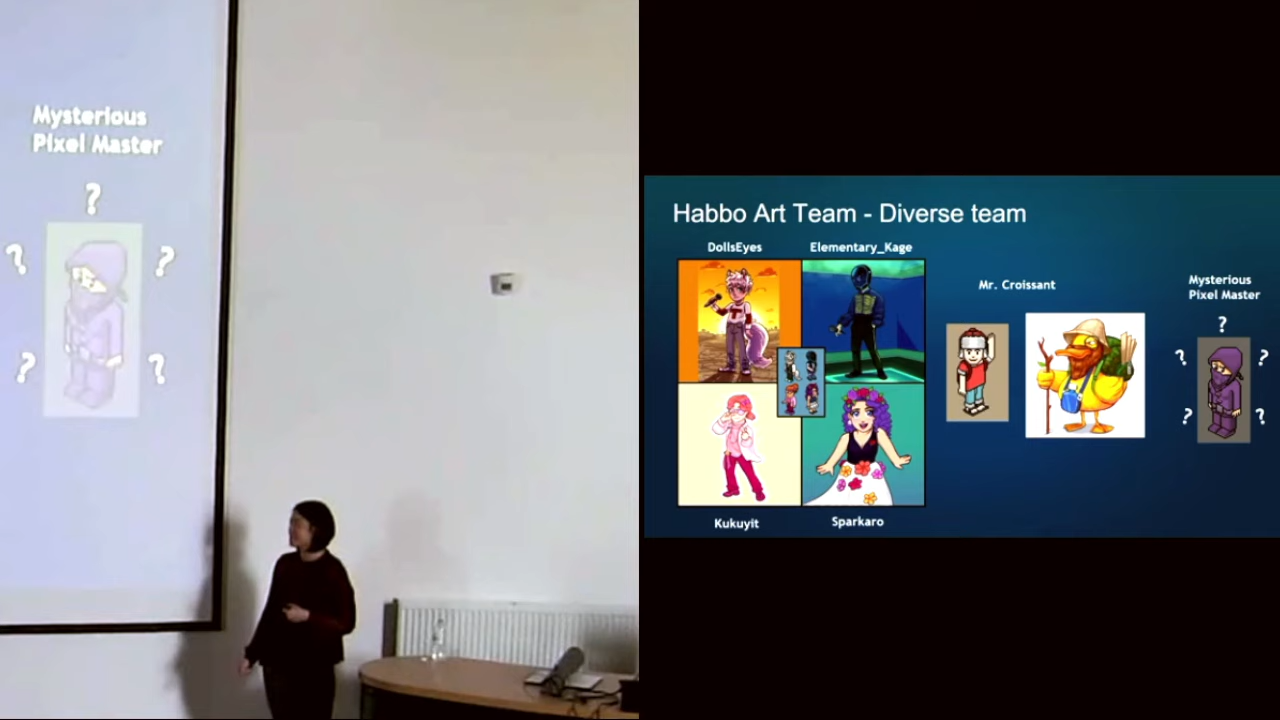 Mysterious
Pixel Master
?
?
?
?
?
Habbo Art Team - Diverse team
DollsEyes
Elementary_Kage
Mr. Croissant
Mysterious
Pixel Master
?
?
?
?
?
T
Kukuyit
Sparkaro